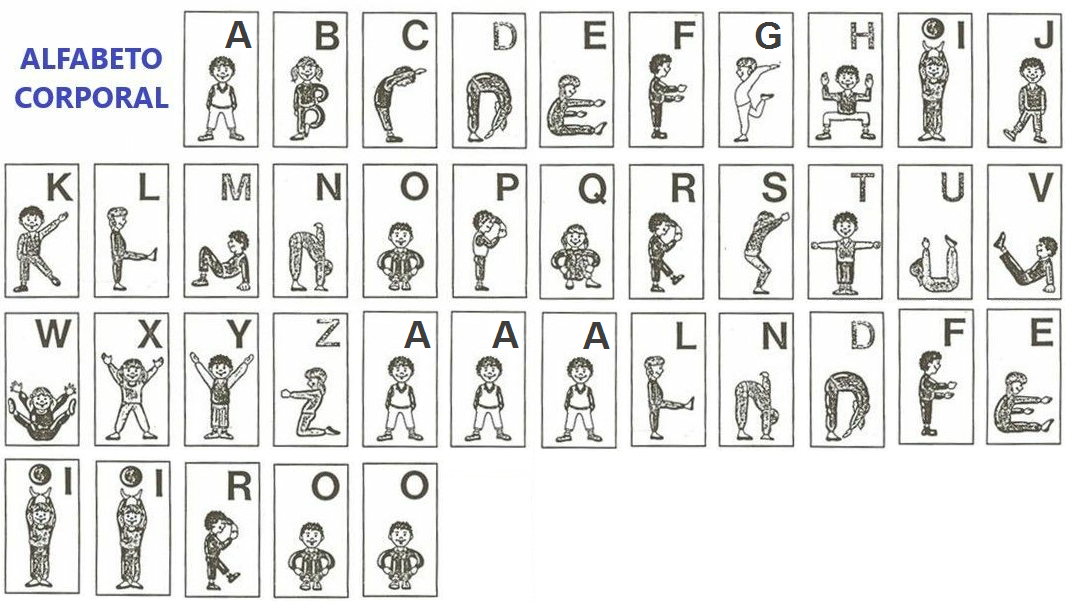 ALFABETO
CORPORAL
A B C D E F G H I J
K L M N O P Q R S T U V
W X Y Z A A A L N D F E
I I R O O